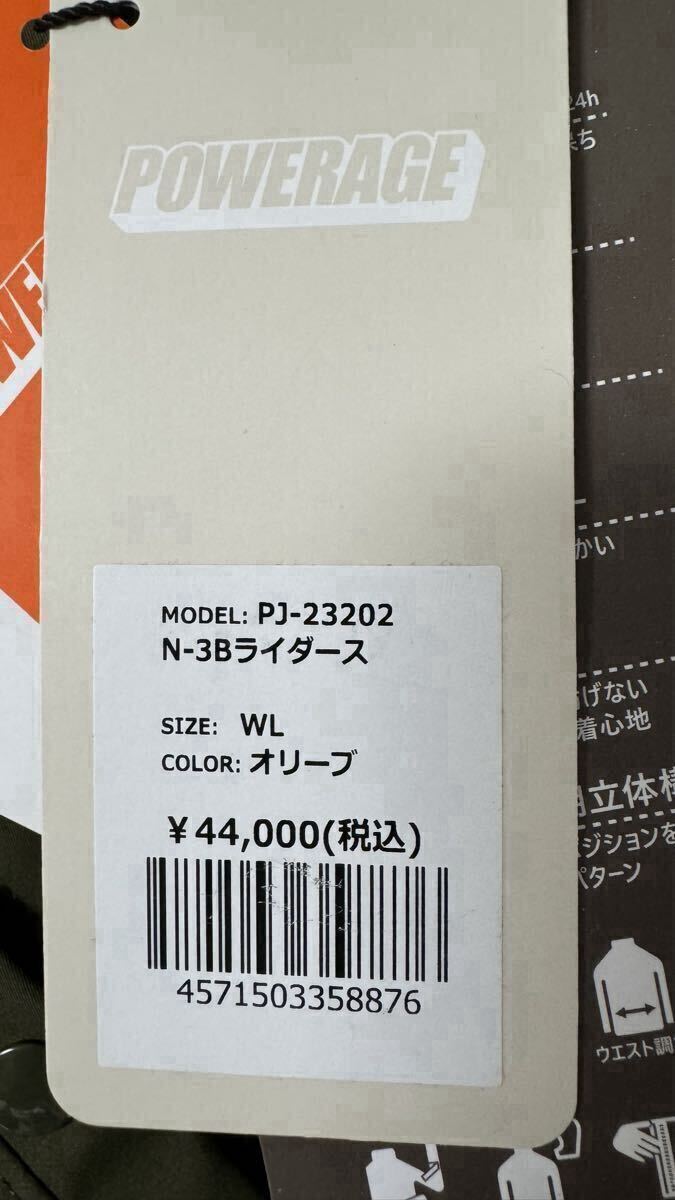 POWERAGE
MODEL: PJ-23202
N-3Bライダース
SIZE: WL
COLOR: オリーブ
¥44,000(税込)
4571503358876
24h
かい
げない
着心地
立体
ジションを
パターン
ウエスト調